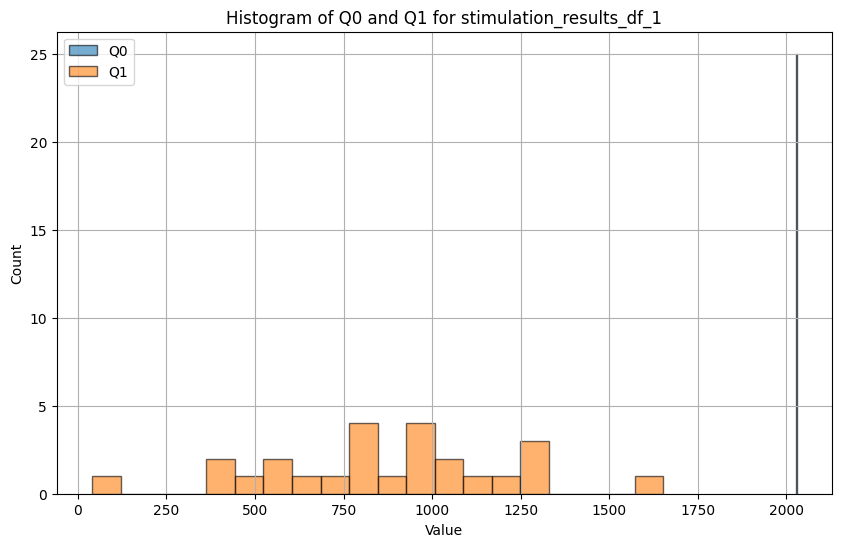 Histogram of Q0 and Q1 for stimulation_results_df_1
Q0
Q1
25
20
15
10
5
0
Count
0 250 500 750 1000 1250 1500 1750 2000
Value